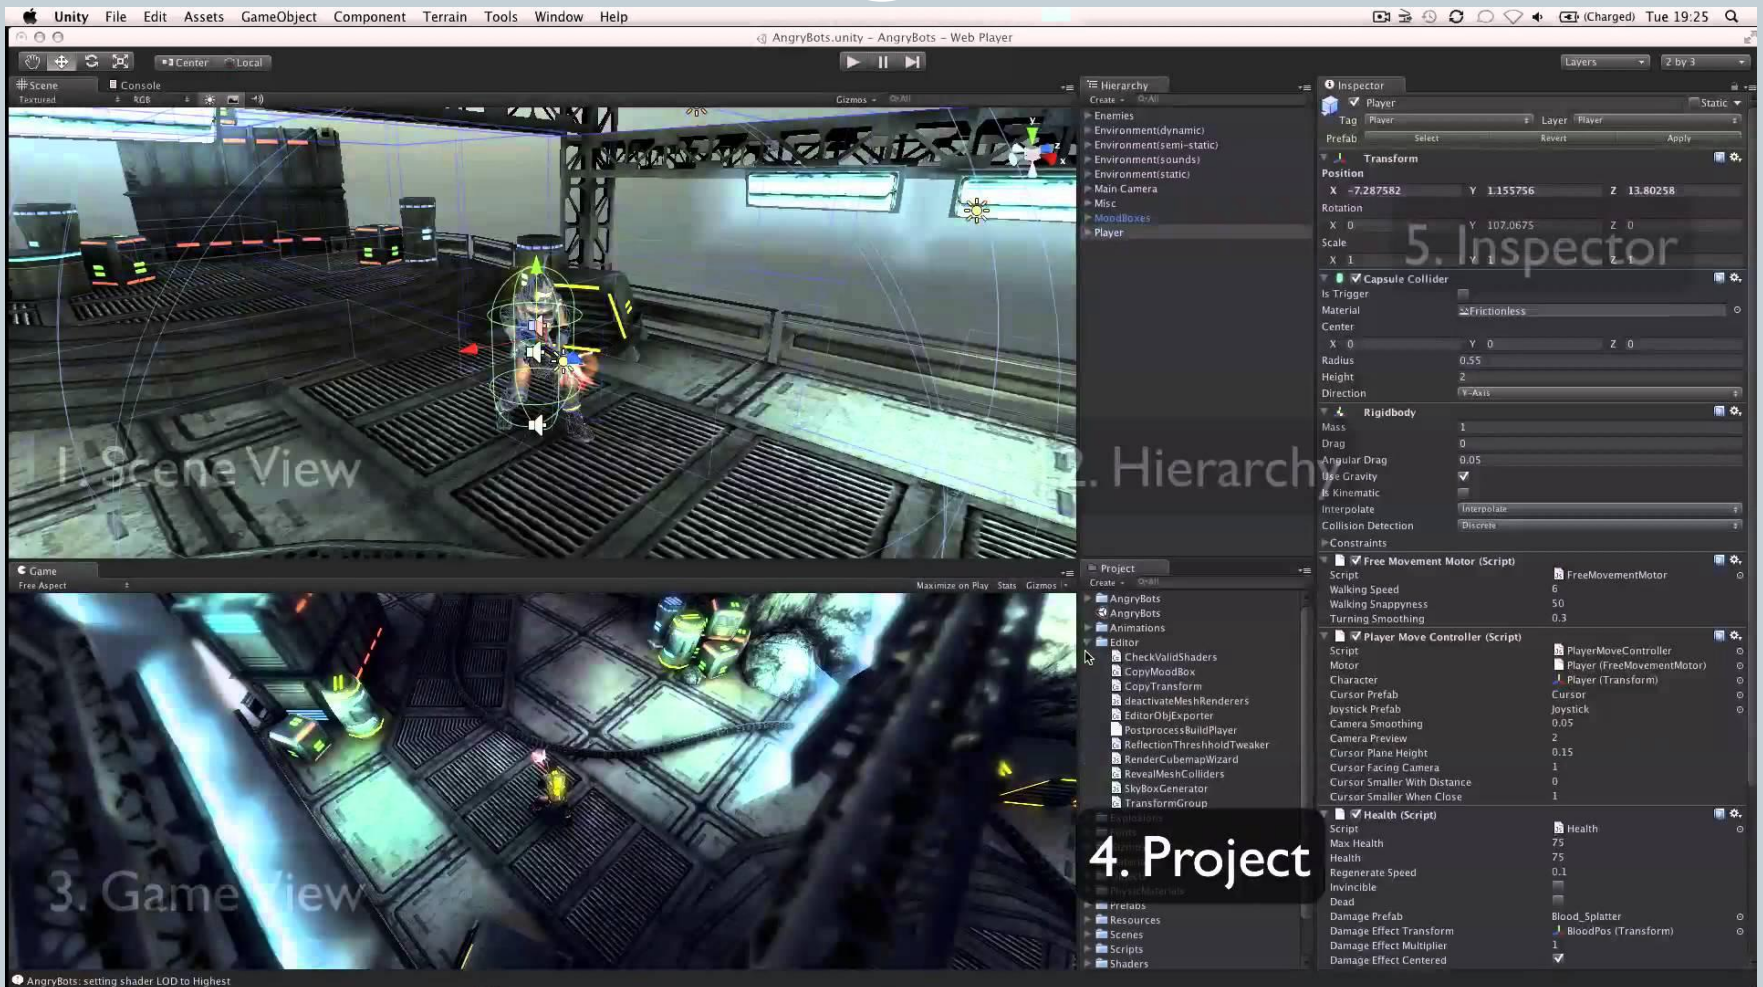 Unity File Edit Assets GameObject Component Terrain Tools Window Help (Charged) Tue 19:25
AngryBots.unity – AngryBots – Web Player
Center Local Layers 2 by 3
Scene Console
Textured RGB Gizmos All
Hierarchy
Create All
Enemies
Environment(dynamic)
Environment(semi-static)
Environment(sounds)
Environment(static)
Main Camera
Misc
MoodBoxes
Player
Inspector
Player Static
Tag Player Layer Player
Prefab Select Revert Apply
Transform
Position
X -7.287582 Y 1.155756 Z 13.80258
Rotation
X 0 Y 107.0675 Z 0
Scale
X 1 Y 1 Z 1
5. Inspector
Capsule Collider
Is Trigger
Material Frictionless
Center
X 0 Y 0 Z 0
Radius 0.55
Height 2
Direction Y-Axis
Rigidbody
Mass 1
Drag 0
Angular Drag 0.05
Use Gravity
Is Kinematic
Interpolate Interpolate
Collision Detection Discrete
Constraints
1. Scene View
2. Hierarchy
Free Movement Motor (Script)
Script FreeMovementMotor
Walking Speed 6
Walking Snappyness 50
Turning Smoothing 0.3
Player Move Controller (Script)
Script PlayerMoveController
Motor Player (FreeMovementMotor)
Character Player (Transform)
Cursor Prefab Cursor
Joystick Prefab Joystick
Camera Smoothing 0.05
Camera Preview 2
Cursor Plane Height 0.15
Cursor Facing Camera 1
Cursor Smaller With Distance 0
Cursor Smaller When Close 1
Health (Script)
Script Health
Max Health 75
Health 75
Regenerate Speed 0.1
Invincible
Dead
Damage Prefab Blood_Splatter
Damage Effect Transform BloodPos (Transform)
Damage Effect Multiplier 1
Damage Effect Centered
Game
Free Aspect Maximize on Play Stats Gizmos
3. Game View
Project
Create All
AngryBots
AngryBots
Animations
Editor
CheckValidShaders
CopyMoodBox
CopyTransform
deactivateMeshRenderers
EditorObjExporter
PostprocessBuildPlayer
ReflectionThreshholdTweaker
RenderCubemapWizard
RevealMeshColliders
SkyBoxGenerator
TransformGroup
Explosions
Fonts
4. Project
PhysicMaterials
Prefabs
Resources
Scenes
Scripts
Shaders
AngryBots: setting shader LOD to Highest